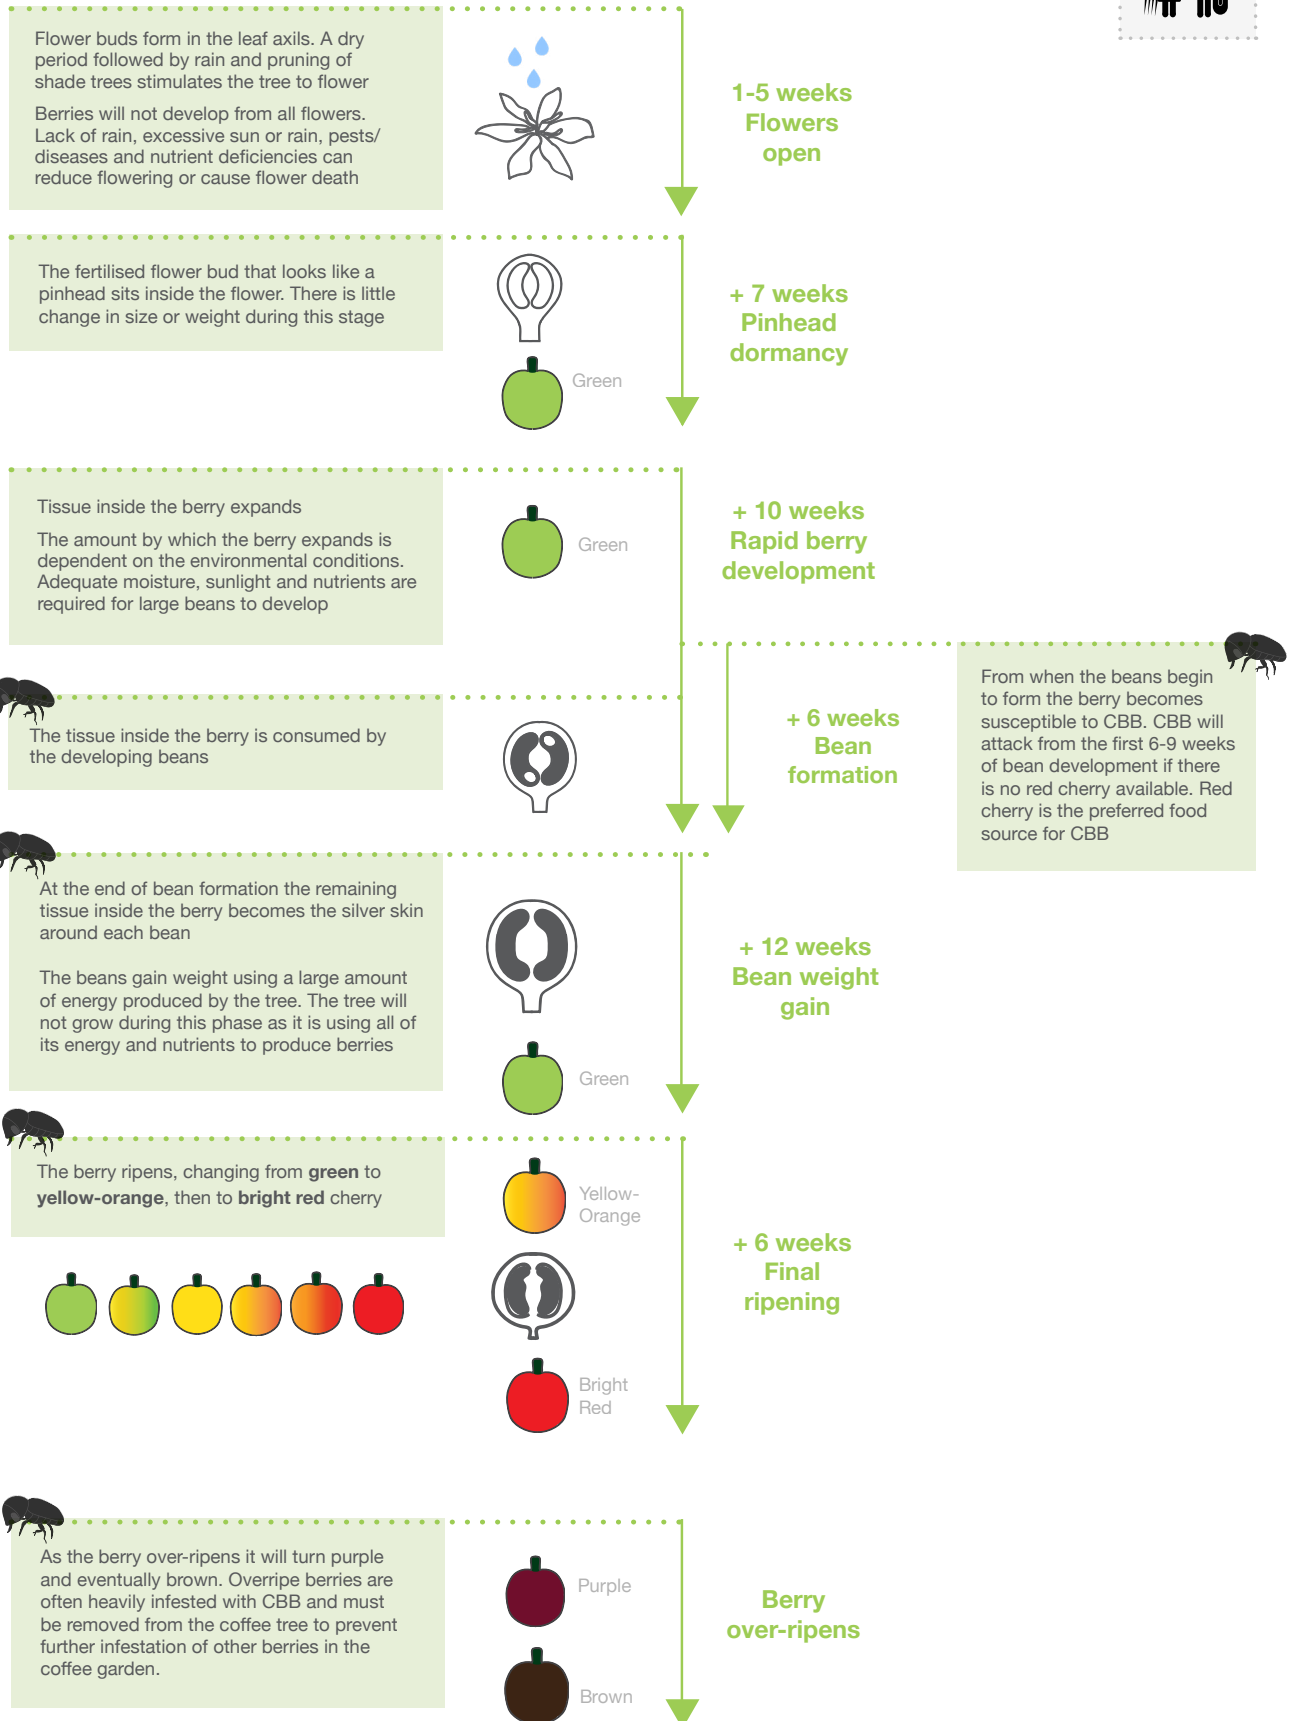 Flower buds form in the leaf axils. A dry
period followed by rain and pruning of
shade trees stimulates the tree to flower
Berries will not develop from all flowers.
Lack of rain, excessive sun or rain, pests/
diseases and nutrient deficiencies can
reduce flowering or cause flower death
1-5 weeks
Flowers
open
The fertilised flower bud that looks like a
pinhead sits inside the flower. There is little
change in size or weight during this stage
Green
+ 7 weeks
Pinhead
dormancy
Tissue inside the berry expands
The amount by which the berry expands is
dependent on the environmental conditions.
Adequate moisture, sunlight and nutrients are
required for large beans to develop
Green
+ 10 weeks
Rapid berry
development
From when the beans begin
to form the berry becomes
susceptible to CBB. CBB will
attack from the first 6-9 weeks
of bean development if there
is no red cherry available. Red
cherry is the preferred food
source for CBB
The tissue inside the berry is consumed by
the developing beans
+ 6 weeks
Bean
formation
At the end of bean formation the remaining
tissue inside the berry becomes the silver skin
around each bean
The beans gain weight using a large amount
of energy produced by the tree. The tree will
not grow during this phase as it is using all of
its energy and nutrients to produce berries
Green
+ 12 weeks
Bean weight
gain
The berry ripens, changing from green to
yellow-orange, then to bright red cherry
Yellow-
Orange
Bright
Red
+ 6 weeks
Final
ripening
As the berry over-ripens it will turn purple
and eventually brown. Overripe berries are
often heavily infested with CBB and must
be removed from the coffee tree to prevent
further infestation of other berries in the
coffee garden.
Purple
Brown
Berry
over-ripens